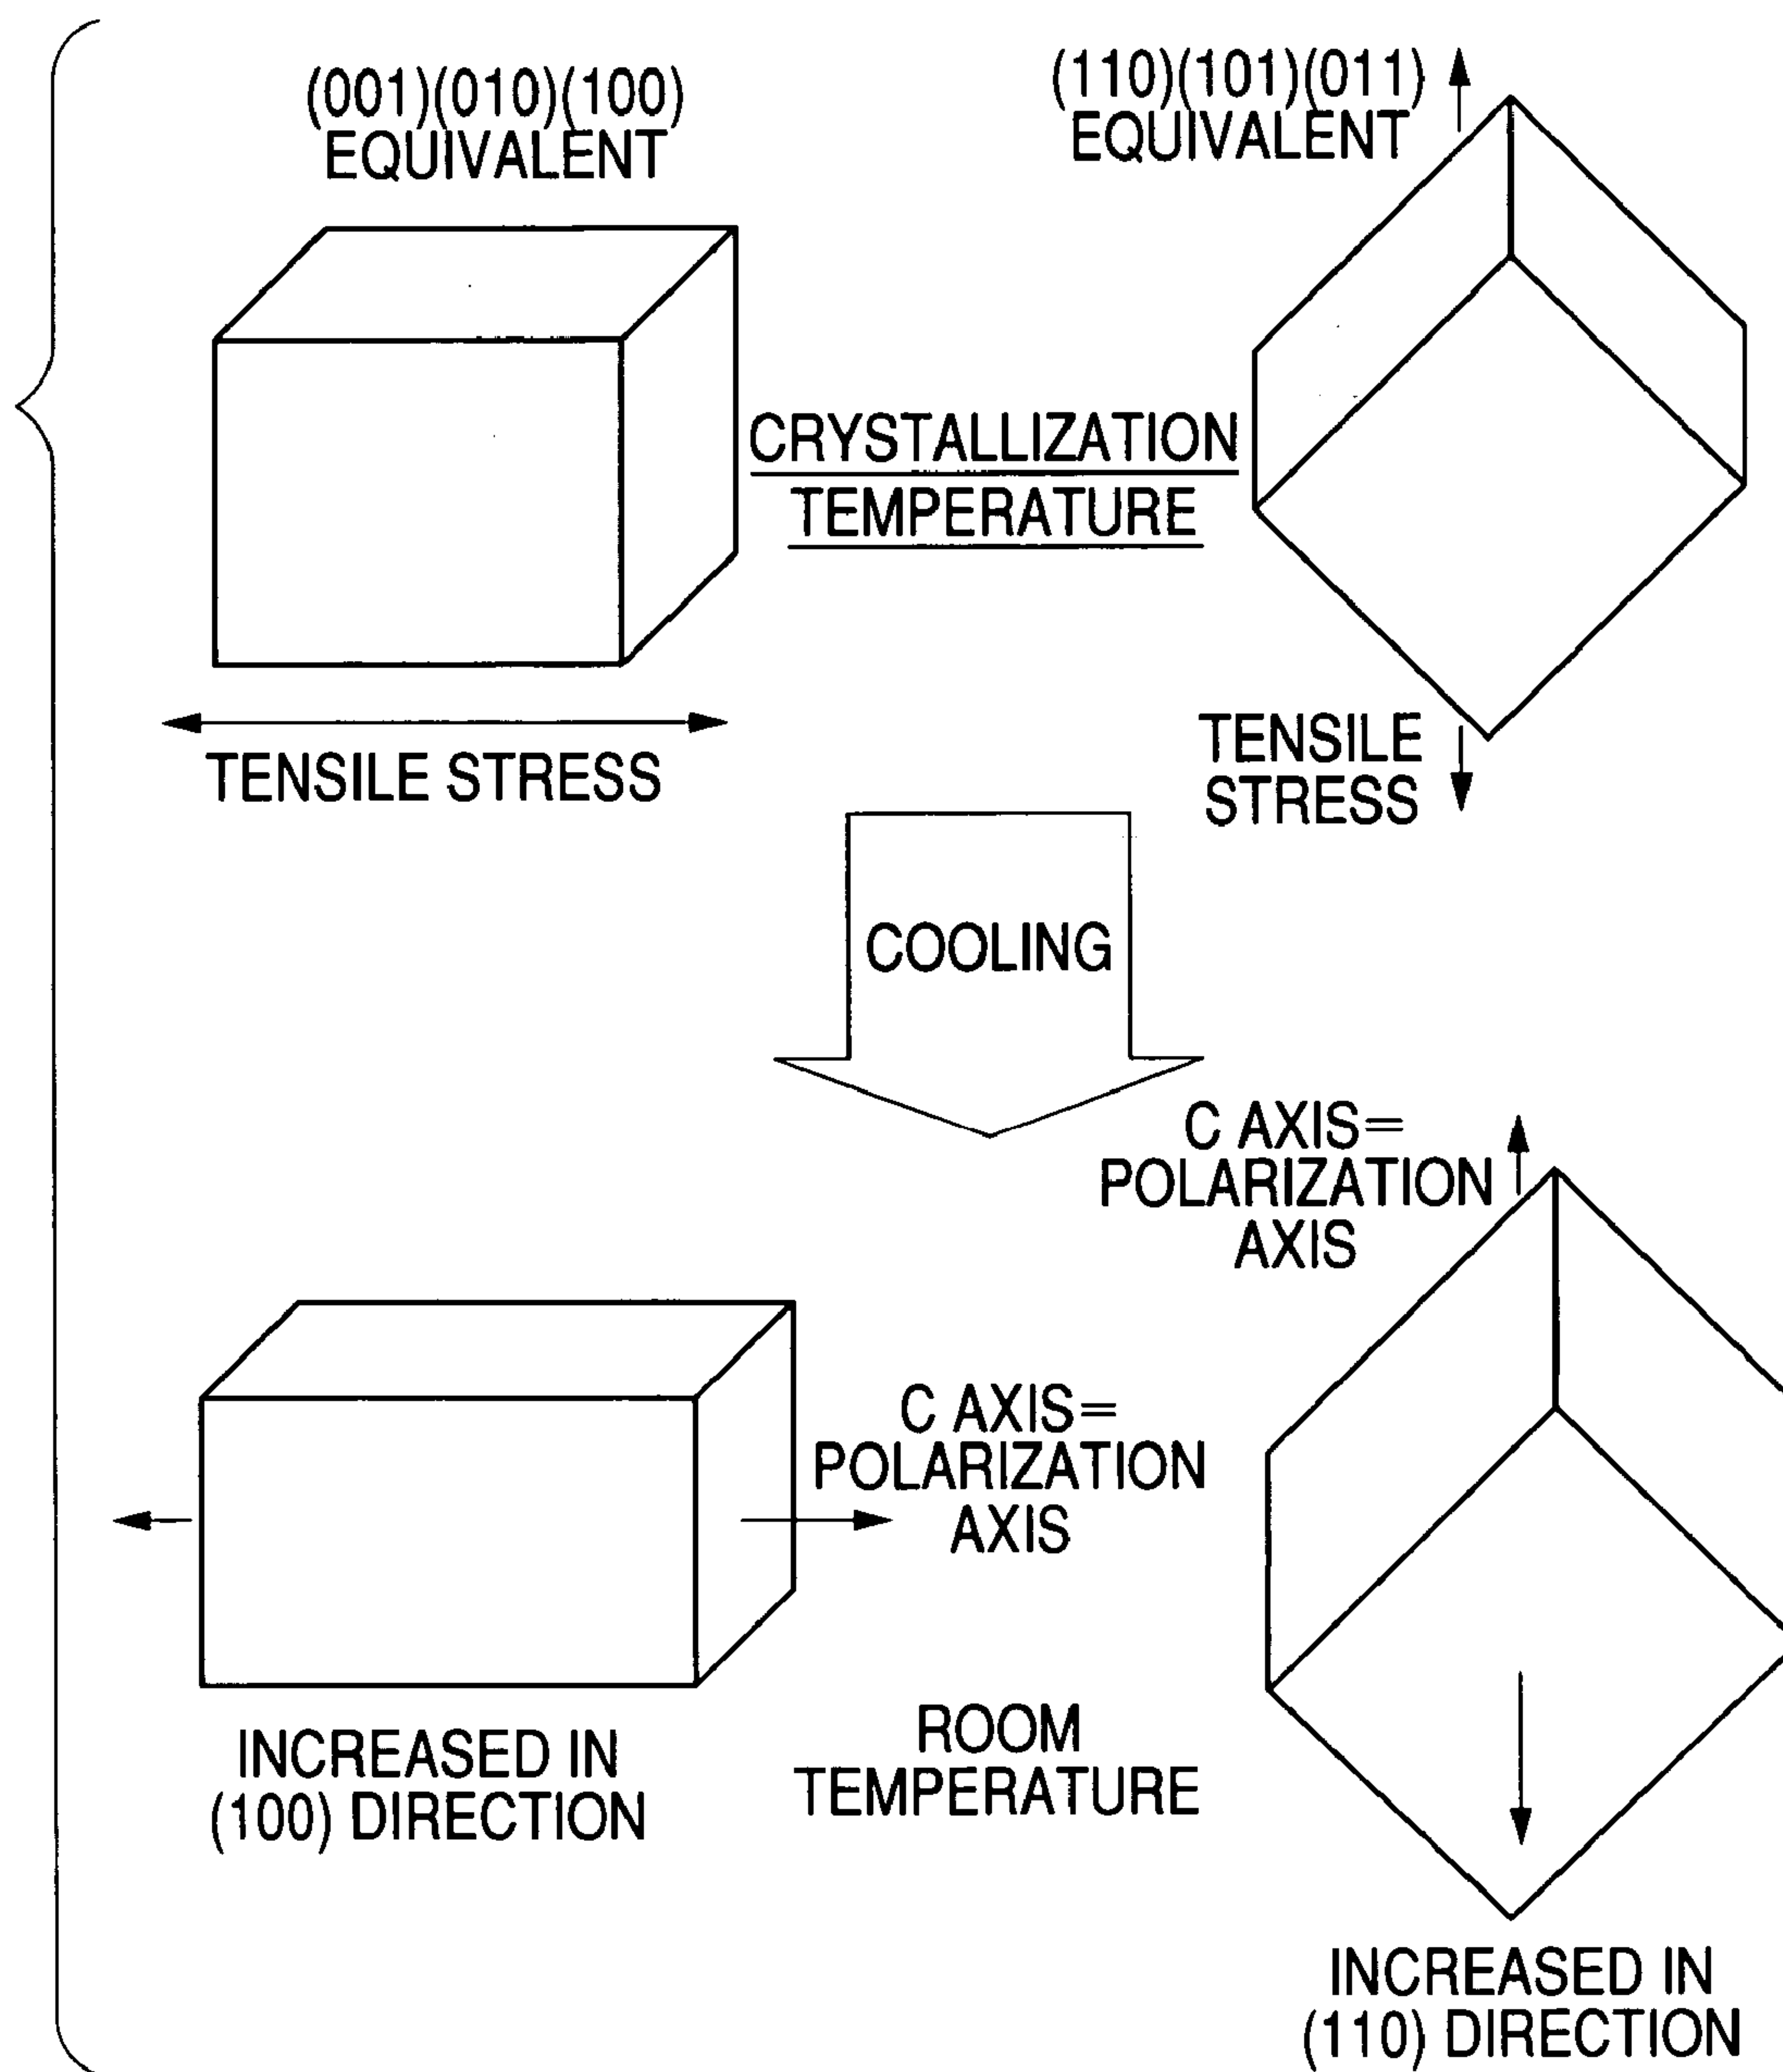 (001)(010)(100)
EQUIVALENT
(110)(101)(011)
EQUIVALENT
CRYSTALLIZATION
TEMPERATURE
TENSILE STRESS
TENSILE
STRESS
COOLING
C AXIS=
POLARIZATION
AXIS
C AXIS=
POLARIZATION
AXIS
INCREASED IN
(100) DIRECTION
ROOM
TEMPERATURE
INCREASED IN
(110) DIRECTION